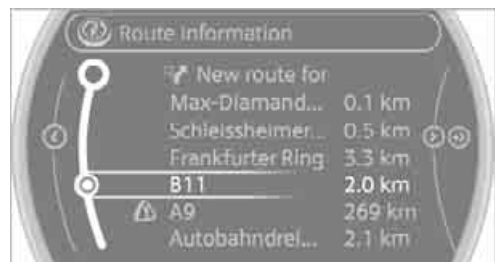 Route information
New route for
Max-Diamand... 0.1 km
Schleissheimer... 0.5 km
Frankfurter Ring 3.3 km
B11 2.0 km
A9 269 km
Autobahndrei... 2.1 km